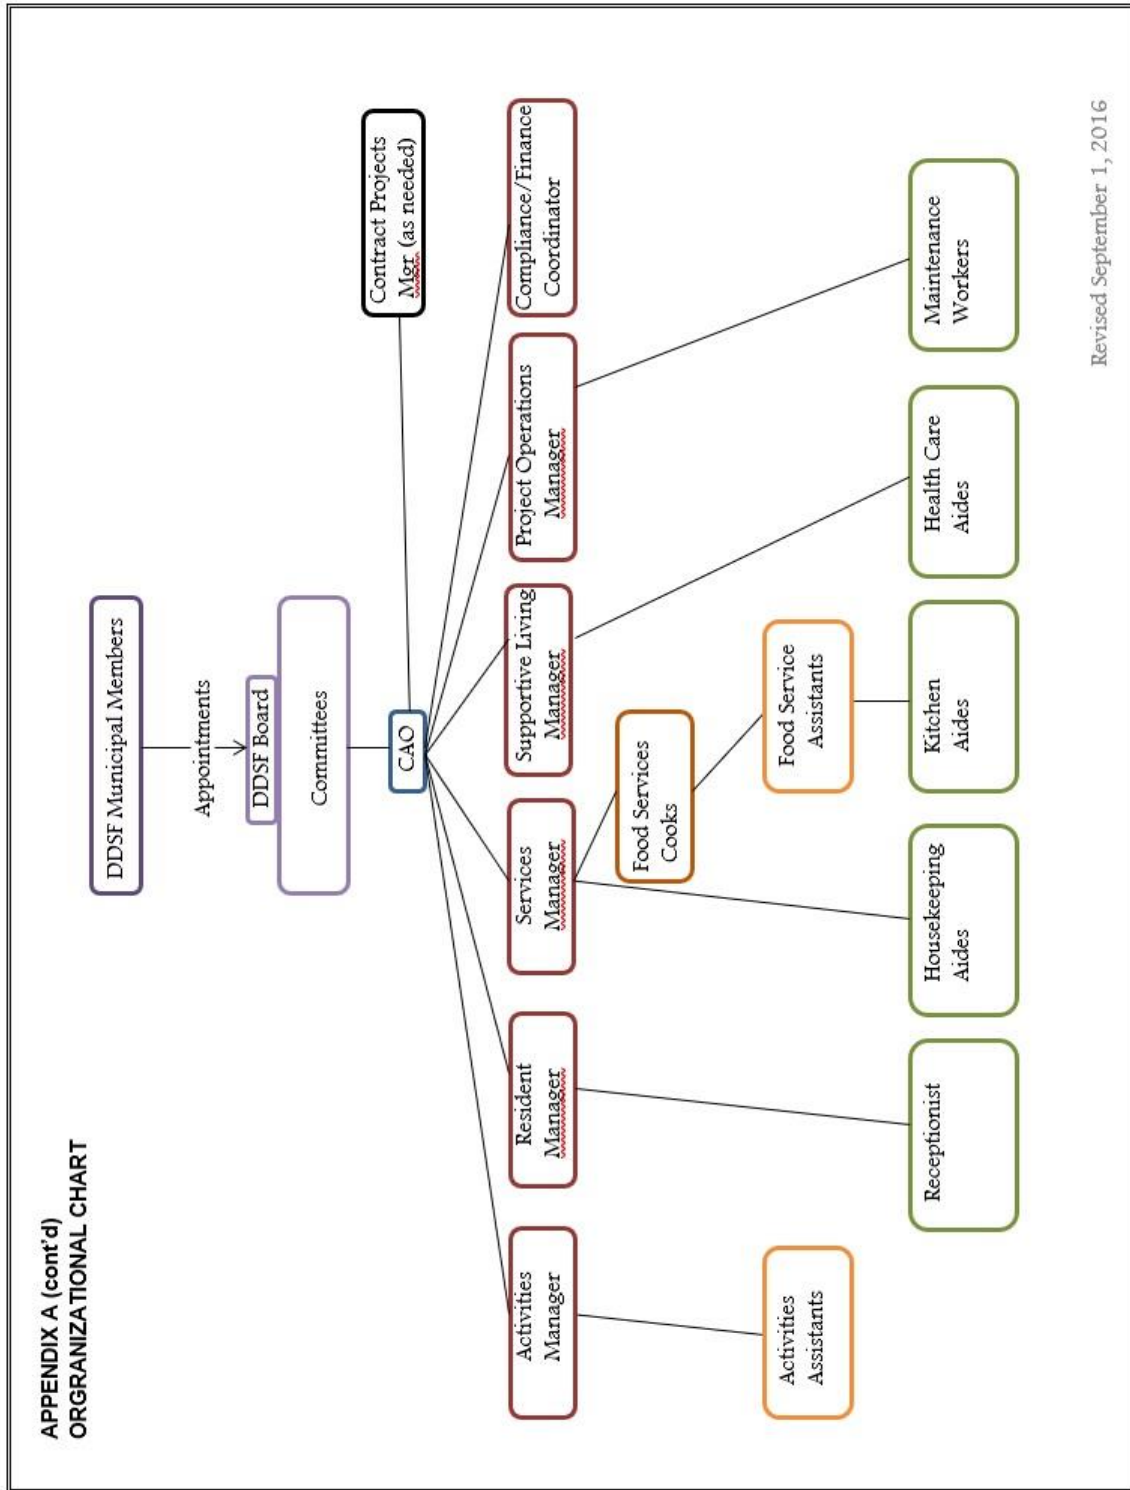 APPENDIX A (cont'd)
ORGRANIZATIONAL CHART
DDSF Municipal Members
Appointments
DDSF Board
Committees
CAO
Contract Projects
Mgr (as needed)
Activities
Manager
Resident
Manager
Services
Manager
Supportive Living
Manager
Project Operations
Manager
Compliance/Finance
Coordinator
Food Services
Cooks
Activities
Assistants
Food Service
Assistants
Receptionist
Housekeeping
Aides
Kitchen
Aides
Health Care
Aides
Maintenance
Workers
Revised September 1, 2016